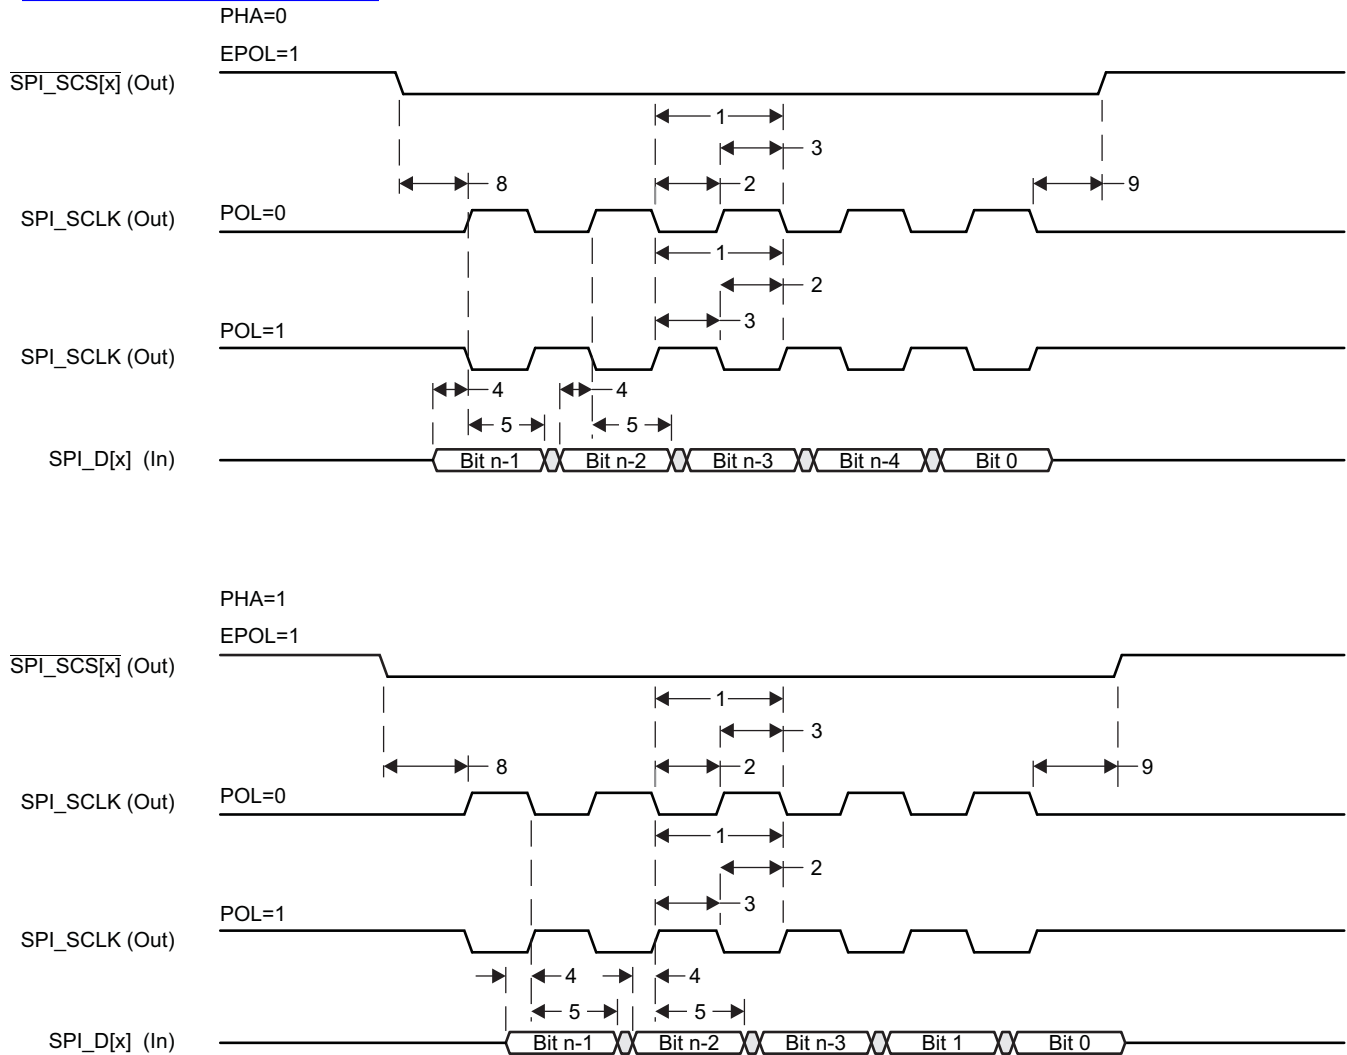 PHA=0
EPOL=1
SPI_SCS[x] (Out)
1
3
8
2
9
SPI_SCLK (Out)
POL=0
1
2
3
POL=1
SPI_SCLK (Out)
4
4
5
5
SPI_D[x] (In)
Bit n-1
Bit n-2
Bit n-3
Bit n-4
Bit 0
PHA=1
EPOL=1
SPI_SCS[x] (Out)
1
3
8
2
9
SPI_SCLK (Out)
POL=0
1
2
3
POL=1
SPI_SCLK (Out)
4
4
5
5
SPI_D[x] (In)
Bit n-1
Bit n-2
Bit n-3
Bit 1
Bit 0